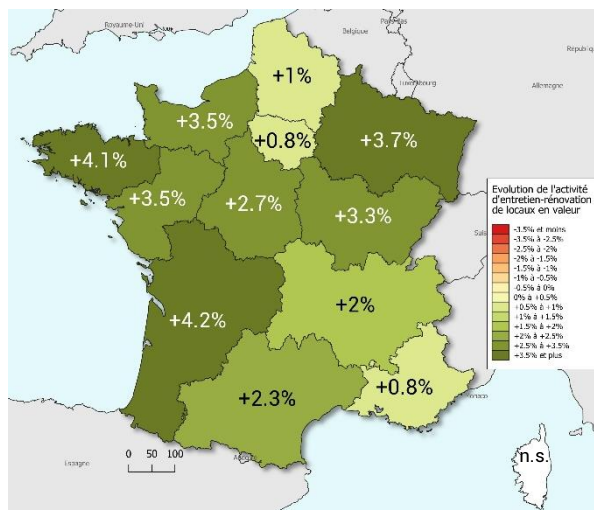 Royaume-Uni
Pays-Bas
Belgique
Luxembourg
Allemagne
+1%
+3.5%
+0.8%
+3.7%
+4.1%
+3.5%
+2.7%
+3.3%
+4.2%
+2%
+2.3%
+0.8%
n.s.
Espagne
0 50 100
Evolution de l'activité
d'entretien-rénovation
de locaux en valeur
-3.5% et moins
-3.5% à -2.5%
-2.5% à -2%
-2% à -1.5%
-1.5% à -1%
-1% à -0.5%
-0.5% à 0%
0% à +0.5%
+0.5% à +1%
+1% à +1.5%
+1.5% à +2%
+2% à +2.5%
+2.5% à +3.5%
+3.5% et plus